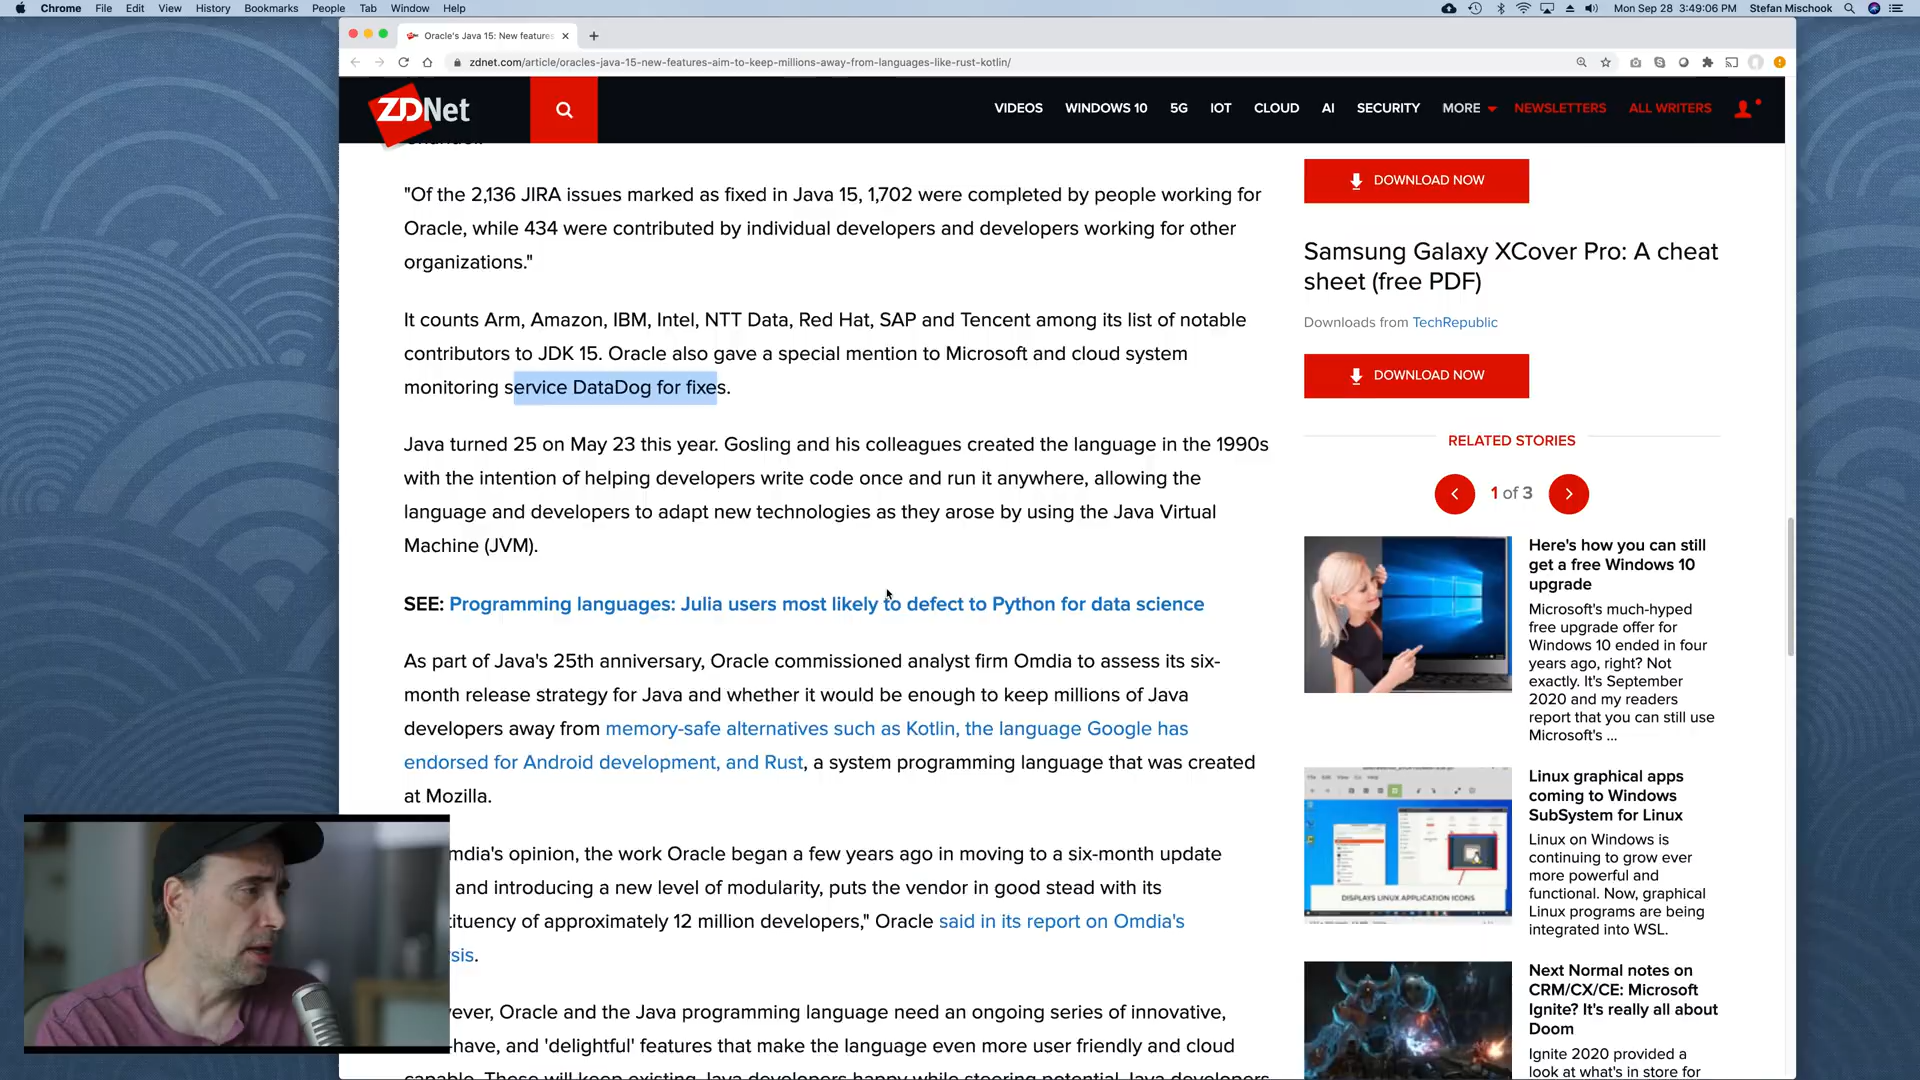 Chrome File Edit View History Bookmarks People Tab Window Help
Mon Sep 28 3:49:06 PM Stefan Mischook
Oracle's Java 15: New features
zdnet.com/article/oracles-java-15-new-features-aim-to-keep-millions-away-from-languages-like-rust-kotlin/
ZDNet
VIDEOS WINDOWS 10 5G IOT CLOUD AI SECURITY MORE NEWSLETTERS ALL WRITERS
"Of the 2,136 JIRA issues marked as fixed in Java 15, 1,702 were completed by people working for
Oracle, while 434 were contributed by individual developers and developers working for other
organizations."
It counts Arm, Amazon, IBM, Intel, NTT Data, Red Hat, SAP and Tencent among its list of notable
contributors to JDK 15. Oracle also gave a special mention to Microsoft and cloud system
monitoring service DataDog for fixes.
Java turned 25 on May 23 this year. Gosling and his colleagues created the language in the 1990s
with the intention of helping developers write code once and run it anywhere, allowing the
language and developers to adapt new technologies as they arose by using the Java Virtual
Machine (JVM).
SEE: Programming languages: Julia users most likely to defect to Python for data science
As part of Java's 25th anniversary, Oracle commissioned analyst firm Omdia to assess its six-
month release strategy for Java and whether it would be enough to keep millions of Java
developers away from memory-safe alternatives such as Kotlin, the language Google has
endorsed for Android development, and Rust, a system programming language that was created
at Mozilla.
mdia's opinion, the work Oracle began a few years ago in moving to a six-month update
and introducing a new level of modularity, puts the vendor in good stead with its
tituency of approximately 12 million developers," Oracle said in its report on Omdia's
sis.
ever, Oracle and the Java programming language need an ongoing series of innovative,
-have, and 'delightful' features that make the language even more user friendly and cloud
capable. These will keep existing Java developers happy while steering potential Java developers
DOWNLOAD NOW
Samsung Galaxy XCover Pro: A cheat
sheet (free PDF)
Downloads from TechRepublic
DOWNLOAD NOW
RELATED STORIES
1 of 3
Here's how you can still
get a free Windows 10
upgrade
Microsoft's much-hyped
free upgrade offer for
Windows 10 ended in four
years ago, right? Not
exactly. It's September
2020 and my readers
report that you can still use
Microsoft's ...
DISPLAYS LINUX APPLICATION ICONS
Linux graphical apps
coming to Windows
SubSystem for Linux
Linux on Windows is
continuing to grow ever
more powerful and
functional. Now, graphical
Linux programs are being
integrated into WSL.
Next Normal notes on
CRM/CX/CE: Microsoft
Ignite? It's really all about
Doom
Ignite 2020 provided a
look at what's in store for